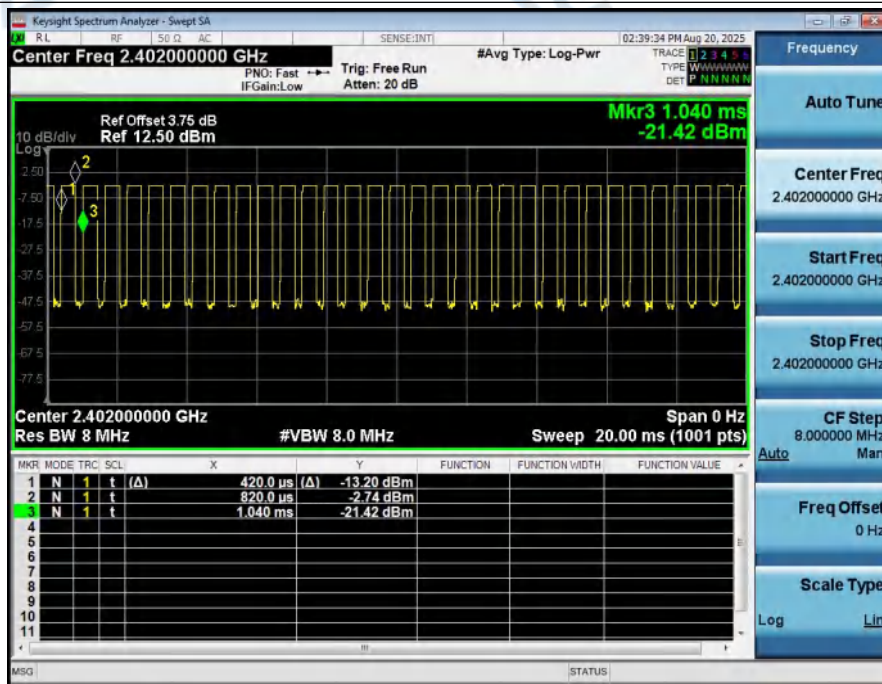 Keysight Spectrum Analyzer - Swept SA
RL RF 50 Ω AC SENSE:INT 02:39:34 PM Aug 20, 2025
Center Freq 2.402000000 GHz #Avg Type: Log-Pwr TRACE 1 2 3 4 5 6
PNO: Fast Trig: Free Run TYPE WWWWWW
IFGain:Low Atten: 20 dB DET P NNNNN
Mkr3 1.040 ms
-21.42 dBm
Ref Offset 3.75 dB
10 dB/div Ref 12.50 dBm
Log
2.50
-7.50
-17.5
-27.5
-37.5
-47.5
-57.5
-67.5
-77.5
1
2
3
Center 2.402000000 GHz Span 0 Hz
Res BW 8 MHz #VBW 8.0 MHz Sweep 20.00 ms (1001 pts)
MKR MODE TRC SCL X Y FUNCTION FUNCTION WIDTH FUNCTION VALUE
1 N 1 t (Δ) 420.0 µs (Δ) -13.20 dBm
2 N 1 t 820.0 µs -2.74 dBm
3 N 1 t 1.040 ms -21.42 dBm
4
5
6
7
8
9
10
11
MSG STATUS
Frequency
Auto Tune
Center Freq
2.402000000 GHz
Start Freq
2.402000000 GHz
Stop Freq
2.402000000 GHz
CF Step
8.000000 MHz
Auto Man
Freq Offset
0 Hz
Scale Type
Log Lin